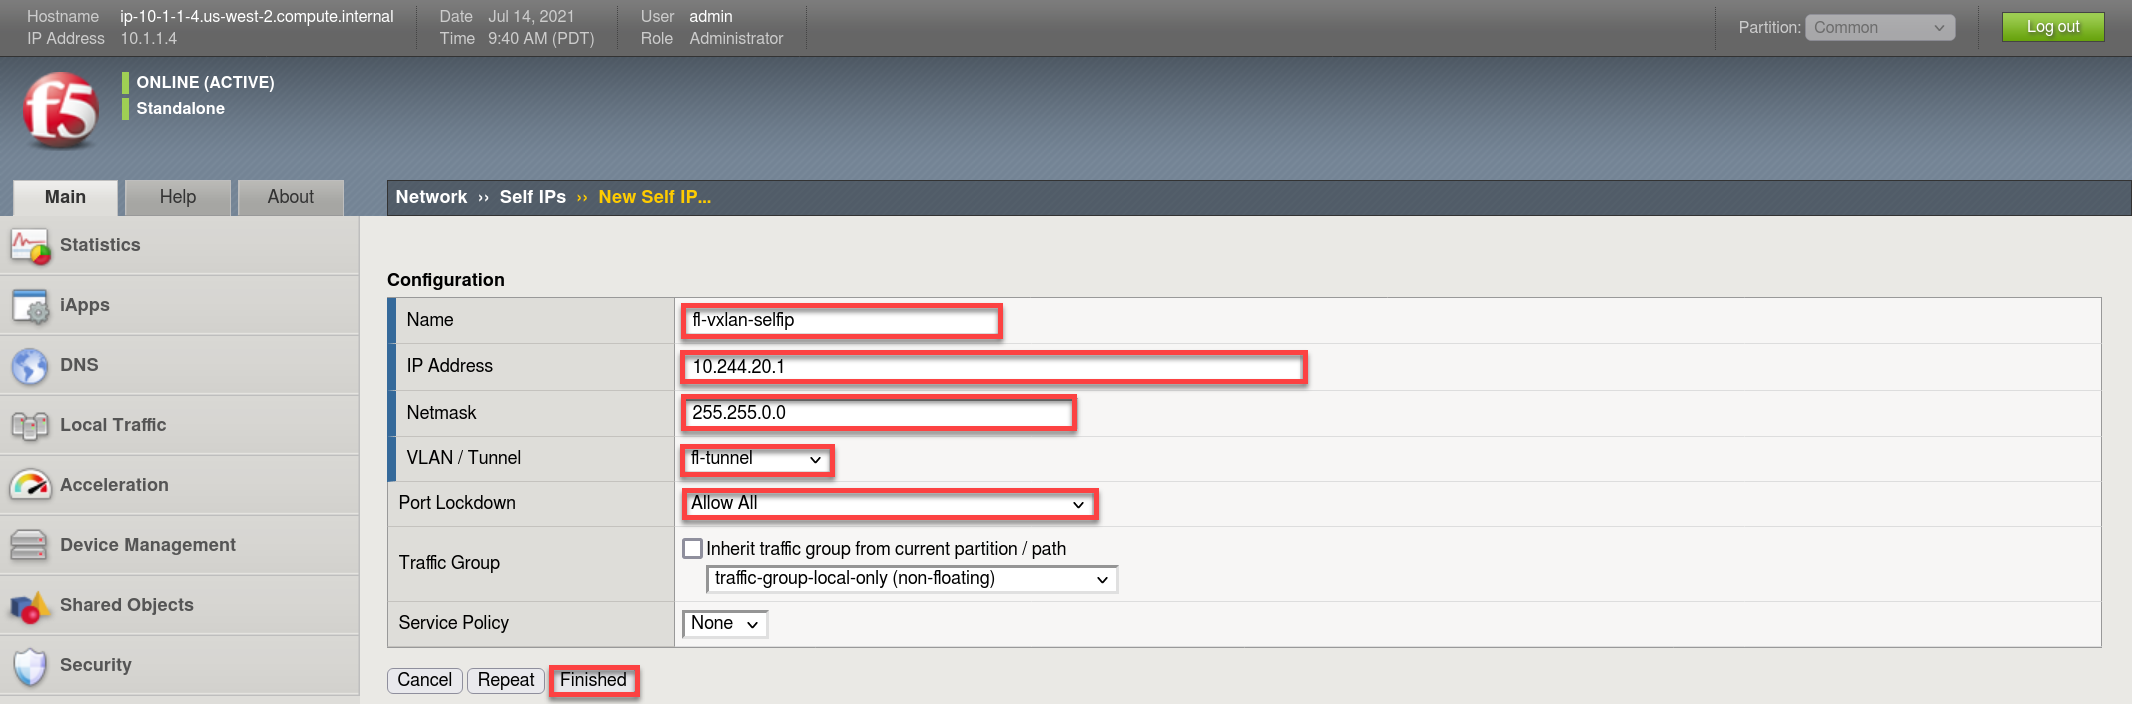 Hostname ip-10-1-1-4.us-west-2.compute.internal Date Jul 14, 2021 User admin
IP Address 10.1.1.4 Time 9:40 AM (PDT) Role Administrator
Partition: Common Log out
f5
ONLINE (ACTIVE)
Standalone
Main Help About
Network ›› Self IPs ›› New Self IP...
Statistics
iApps
DNS
Local Traffic
Acceleration
Device Management
Shared Objects
Security
Configuration
Name fl-vxlan-selfip
IP Address 10.244.20.1
Netmask 255.255.0.0
VLAN / Tunnel fl-tunnel
Port Lockdown Allow All
Traffic Group Inherit traffic group from current partition / path
traffic-group-local-only (non-floating)
Service Policy None
Cancel Repeat Finished